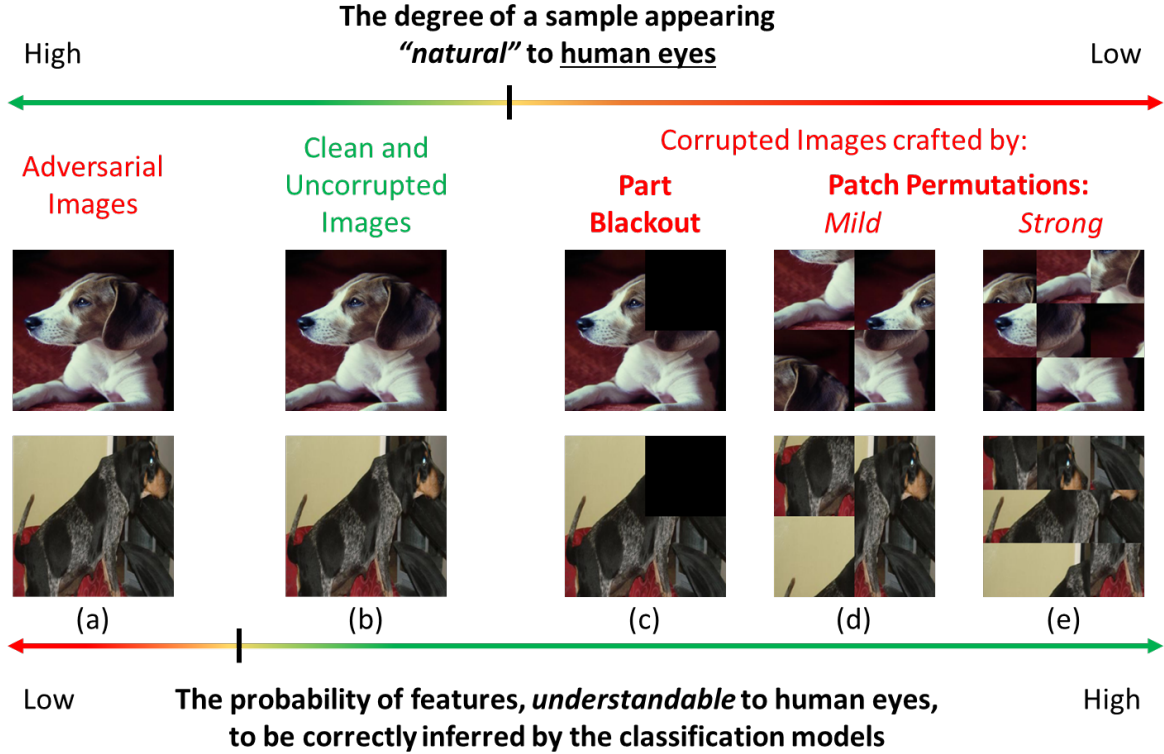 The degree of a sample appearing
“natural” to human eyes
High
Low
Adversarial
Images
Clean and
Uncorrupted
Images
Corrupted Images crafted by:
Part
Blackout
Patch Permutations:
Mild
Strong
(a)
(b)
(c)
(d)
(e)
Low
High
The probability of features, understandable to human eyes,
to be correctly inferred by the classification models